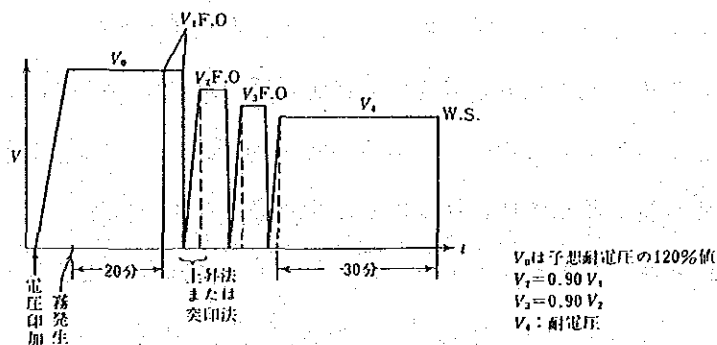 V₁F.O
V₀
V₂F.O
V₃F.O
V₄
W.S.
V
t
20分
30分
電圧印加
霧発生
上昇法
または
突印法
V₀は予想耐電圧の120%値
V₂=0.90 V₁
V₃=0.90 V₂
V₄：耐電圧